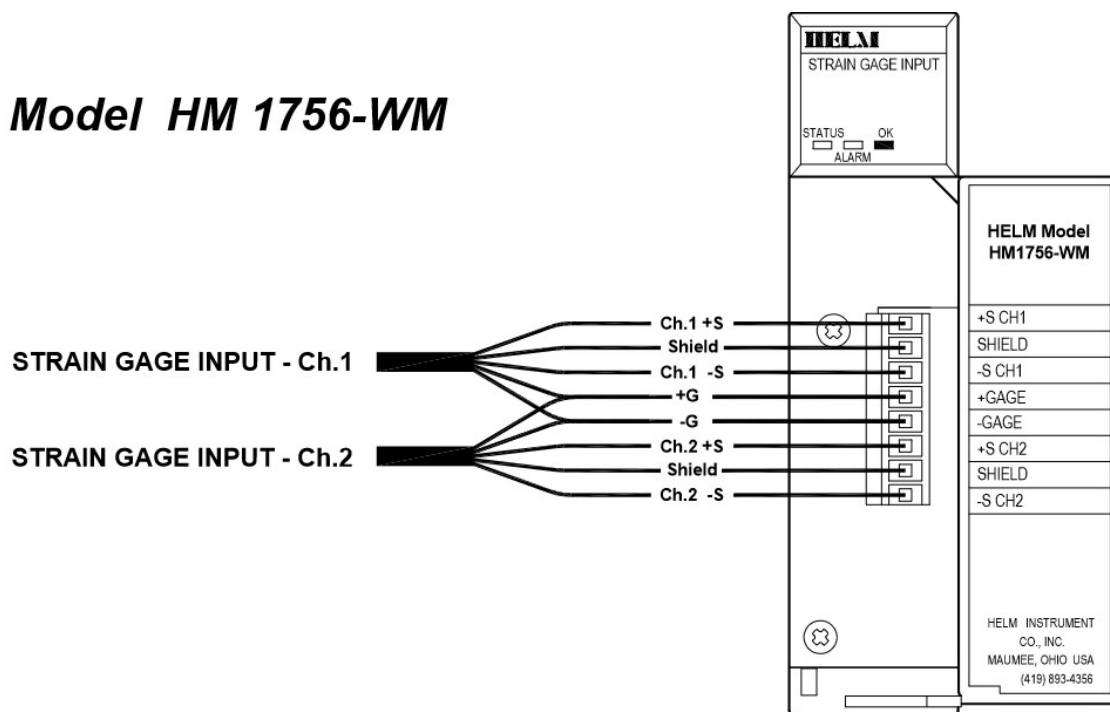 Model HM 1756-WM
HELM
STRAIN GAGE INPUT
STATUS OK
ALARM
HELM Model
HM1756-WM
STRAIN GAGE INPUT - Ch.1
STRAIN GAGE INPUT - Ch.2
Ch.1 +S
Shield
Ch.1 -S
+G
-G
Ch.2 +S
Shield
Ch.2 -S
+S CH1
SHIELD
-S CH1
+GAGE
-GAGE
+S CH2
SHIELD
-S CH2
HELM INSTRUMENT
CO., INC.
MAUMEE, OHIO USA
(419) 893-4356